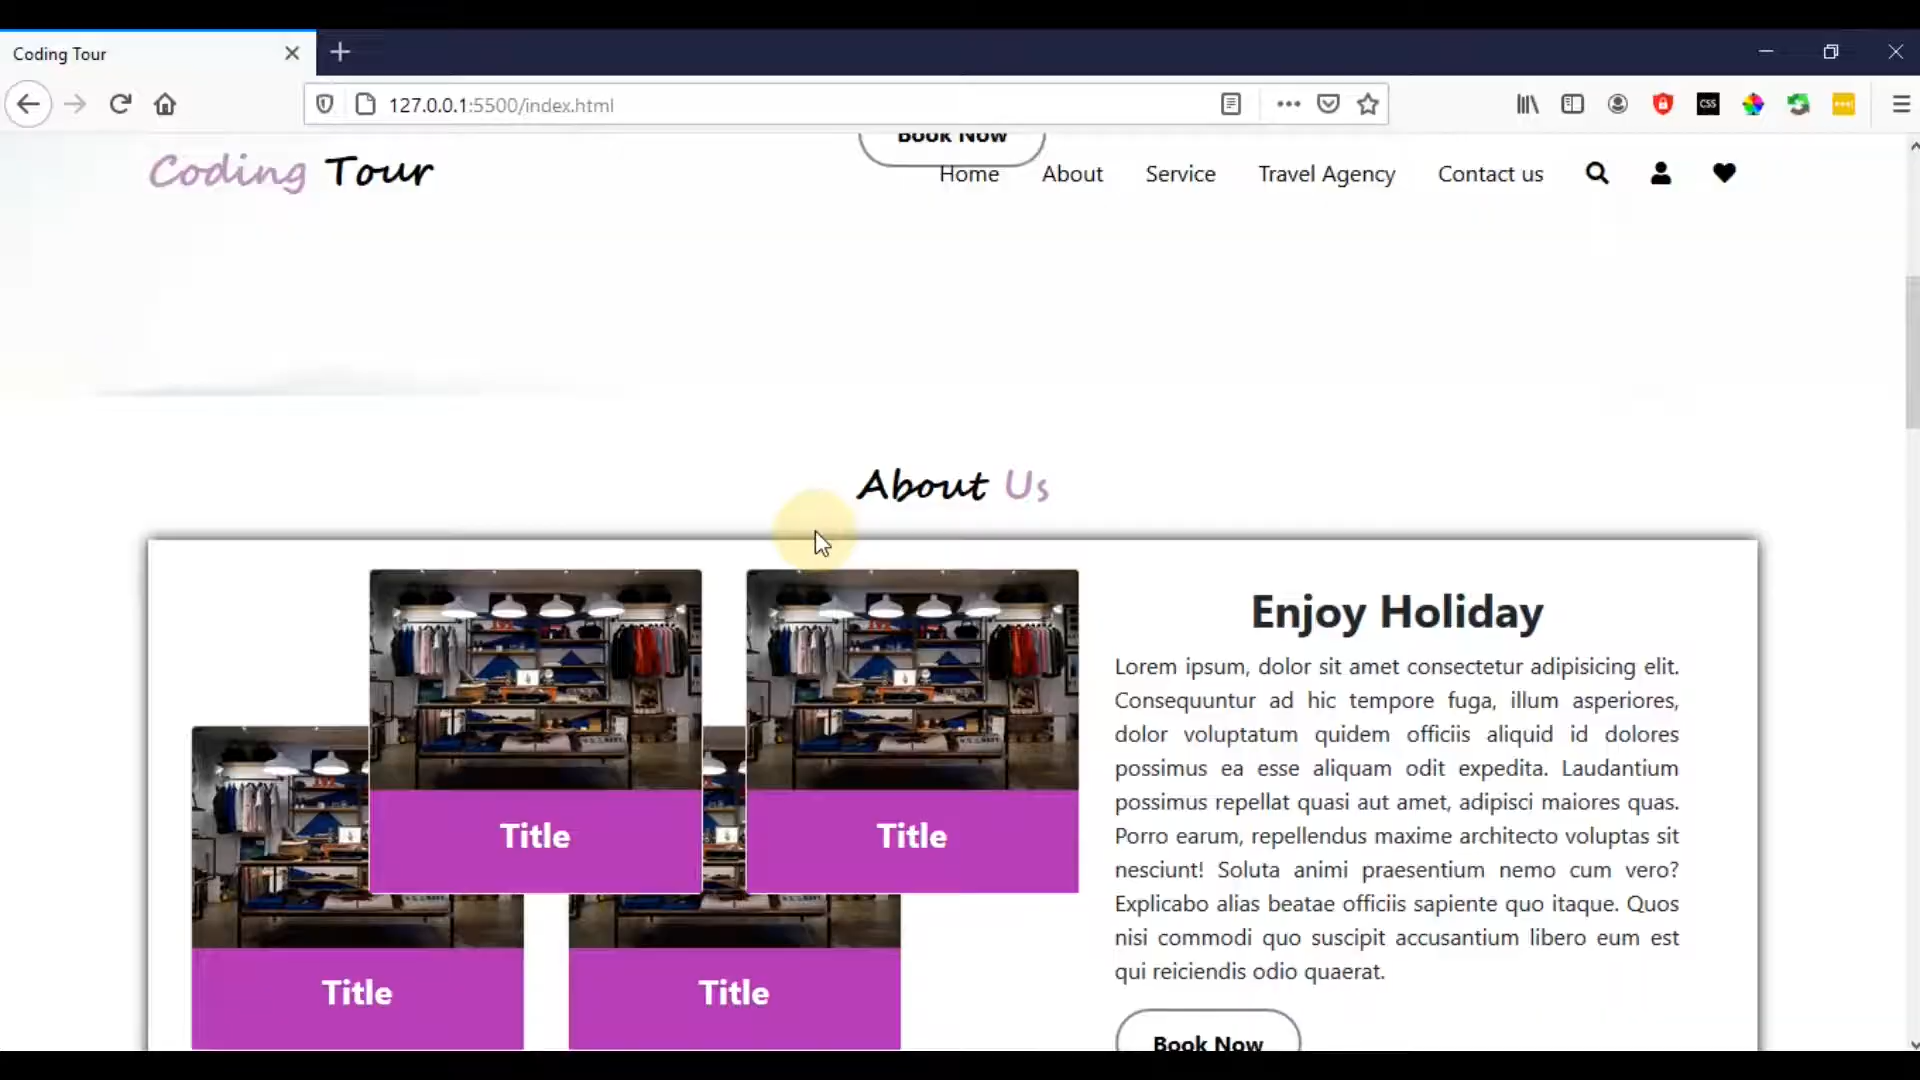 Coding Tour
127.0.0.1:5500/index.html
CSS
Book Now
Coding Tour
Home About Service Travel Agency Contact us
About Us
Enjoy Holiday
Lorem ipsum, dolor sit amet consectetur adipisicing elit.
Consequuntur ad hic tempore fuga, illum asperiores,
dolor voluptatum quidem officiis aliquid id dolores
possimus ea esse aliquam odit expedita. Laudantium
possimus repellat quasi aut amet, adipisci maiores quas.
Porro earum, repellendus maxime architecto voluptas sit
nesciunt! Soluta animi praesentium nemo cum vero?
Explicabo alias beatae officiis sapiente quo itaque. Quos
nisi commodi quo suscipit accusantium libero eum est
qui reiciendis odio quaerat.
Book Now
Title
Title
Title
Title